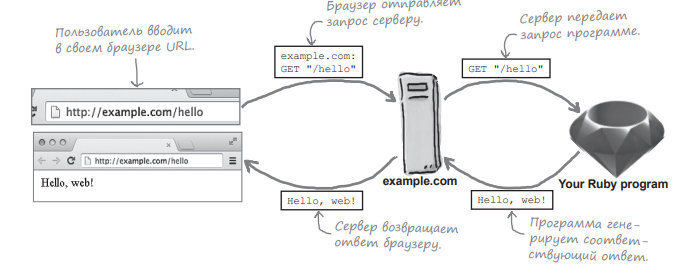 Пользователь вводит
в своем браузере URL.
Браузер отправляет
запрос серверу.
Сервер передает
запрос программе.
example.com:
GET "/hello"
GET "/hello"
http://example.com/hello
http://example.com/hello
Hello, web!
example.com
Your Ruby program
Hello, web!
Hello, web!
Сервер возвращает
ответ браузеру.
Программа гене-
рирует соответ-
ствующий ответ.